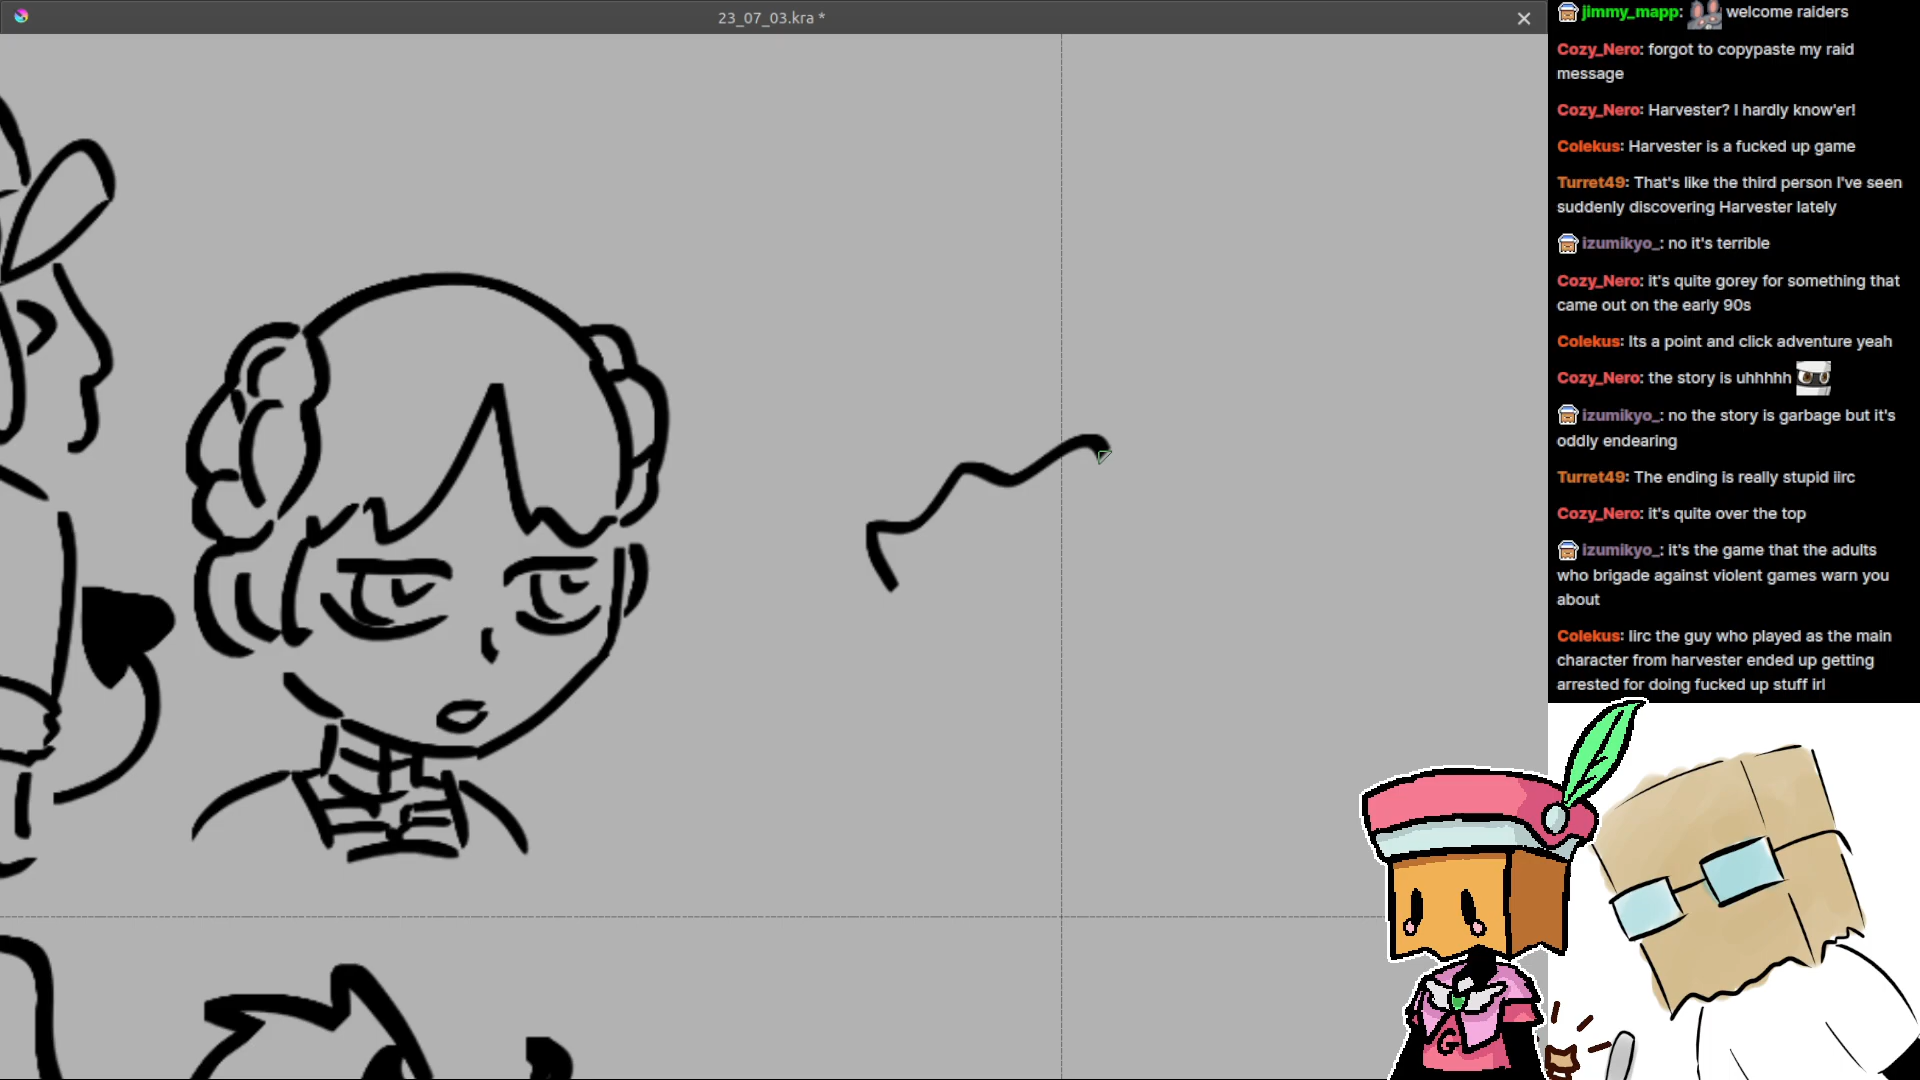 23_07_03.kra *
jimmy_mapp: welcome raiders
Cozy_Nero: forgot to copypaste my raid
message
Cozy_Nero: Harvester? I hardly know'er!
Colekus: Harvester is a fucked up game
Turret49: That's like the third person I've seen
suddenly discovering Harvester lately
izumikyo_: no it's terrible
Cozy_Nero: it's quite gorey for something that
came out on the early 90s
Colekus: Its a point and click adventure yeah
Cozy_Nero: the story is uhhhhh
izumikyo_: no the story is garbage but it's
oddly endearing
Turret49: The ending is really stupid iirc
Cozy_Nero: it's quite over the top
izumikyo_: it's the game that the adults
who brigade against violent games warn you
about
Colekus: Iirc the guy who played as the main
character from harvester ended up getting
arrested for doing fucked up stuff irl
G